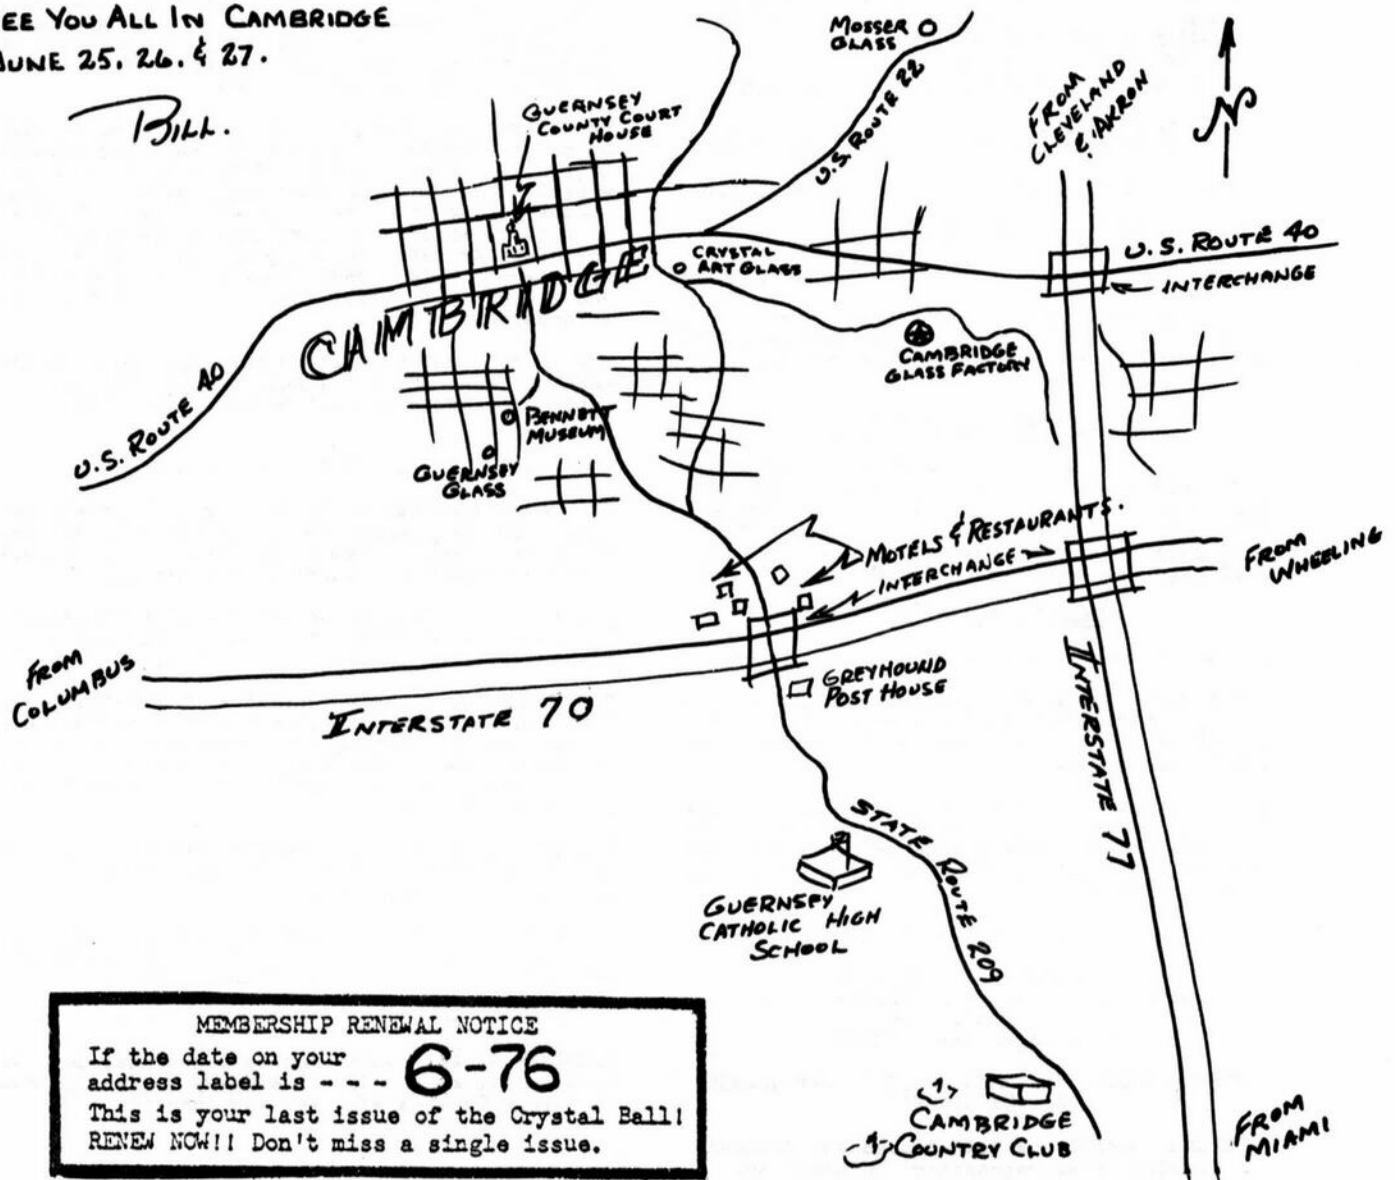 EE YOU ALL IN CAMBRIDGE
JUNE 25, 26, & 27.
BILL.
MOSSER
GLASS
U.S. ROUTE 22
FROM
CLEVELAND
& AKRON
N
GUERNSEY
COUNTY COURT
HOUSE
CRYSTAL
ART GLASS
U.S. ROUTE 40
INTERCHANGE
CAMBRIDGE
CAMBRIDGE
GLASS FACTORY
U.S. ROUTE 40
BENNETT
MUSEUM
GUERNSEY
GLASS
MOTELS & RESTAURANTS.
INTERCHANGE
FROM
WHEELING
FROM
COLUMBUS
INTERSTATE 70
GREYHOUND
POST HOUSE
INTERSTATE 77
STATE ROUTE 209
GUERNSEY
CATHOLIC HIGH
SCHOOL
MEMBERSHIP RENEWAL NOTICE
If the date on your
address label is - - - 6-76
This is your last issue of the Crystal Ball!
RENEW NOW!! Don't miss a single issue.
CAMBRIDGE
COUNTRY CLUB
FROM
MIAMI